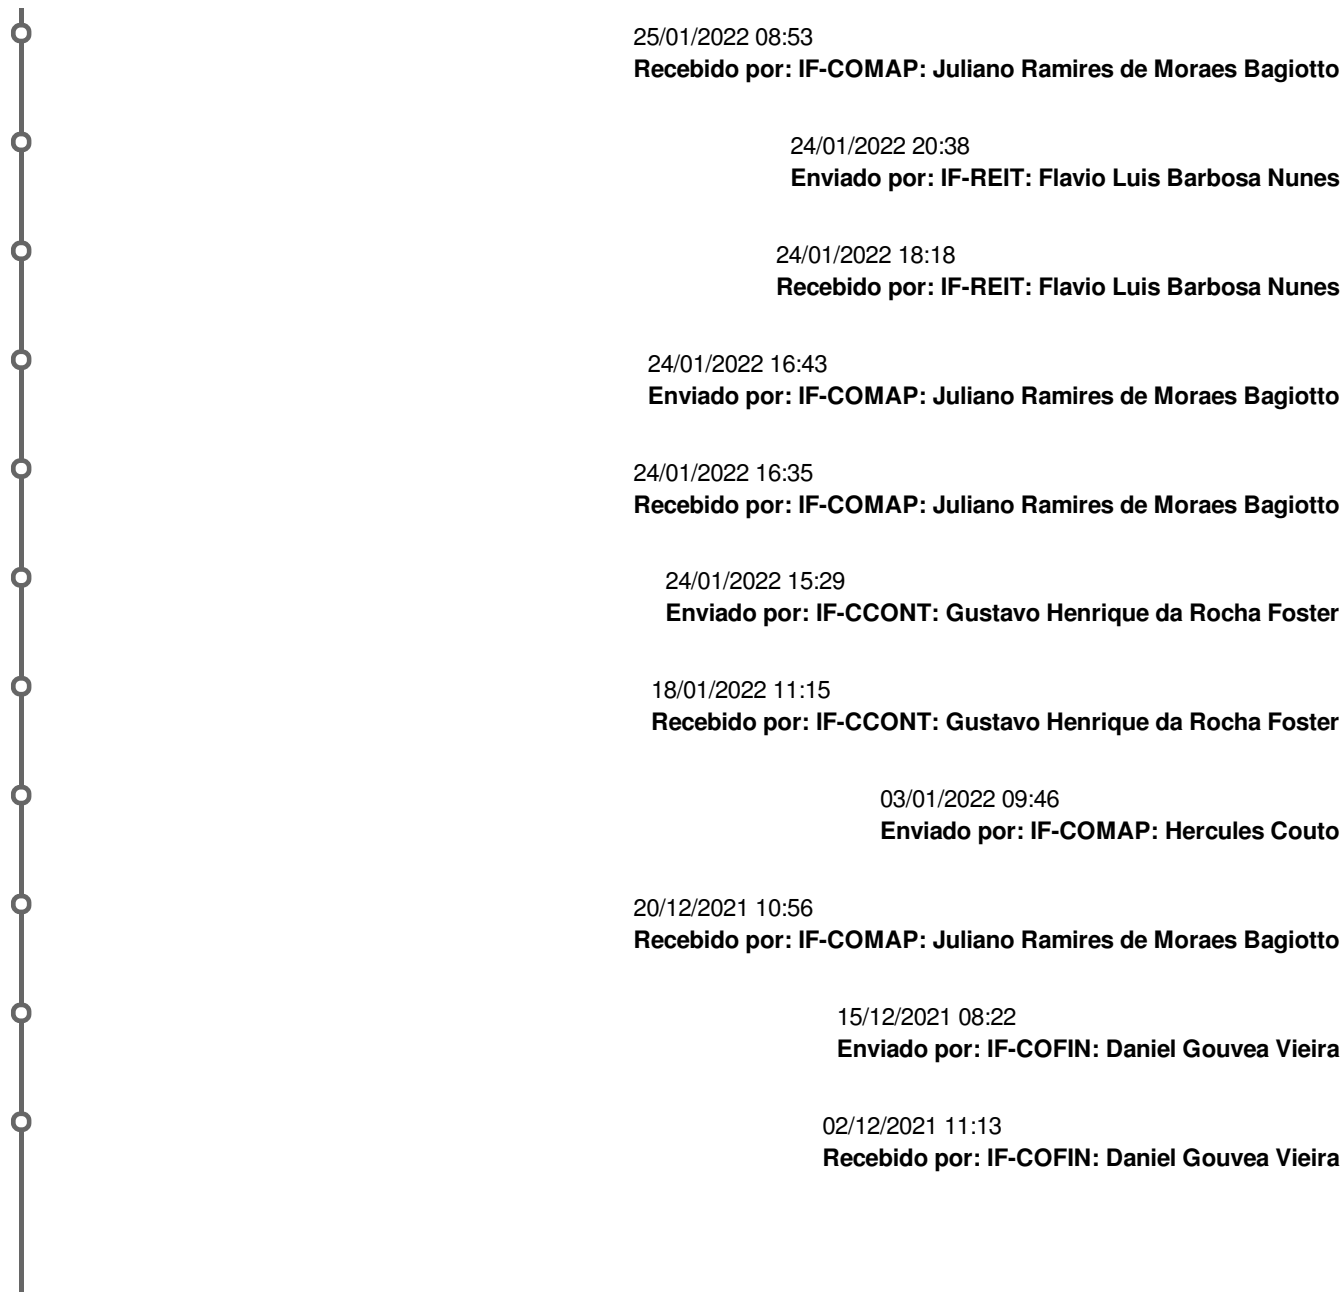 25/01/2022 08:53
Recebido por: IF-COMAP: Juliano Ramires de Moraes Bagiotto
24/01/2022 20:38
Enviado por: IF-REIT: Flavio Luis Barbosa Nunes
24/01/2022 18:18
Recebido por: IF-REIT: Flavio Luis Barbosa Nunes
24/01/2022 16:43
Enviado por: IF-COMAP: Juliano Ramires de Moraes Bagiotto
24/01/2022 16:35
Recebido por: IF-COMAP: Juliano Ramires de Moraes Bagiotto
24/01/2022 15:29
Enviado por: IF-CCONT: Gustavo Henrique da Rocha Foster
18/01/2022 11:15
Recebido por: IF-CCONT: Gustavo Henrique da Rocha Foster
03/01/2022 09:46
Enviado por: IF-COMAP: Hercules Couto
20/12/2021 10:56
Recebido por: IF-COMAP: Juliano Ramires de Moraes Bagiotto
15/12/2021 08:22
Enviado por: IF-COFIN: Daniel Gouvea Vieira
02/12/2021 11:13
Recebido por: IF-COFIN: Daniel Gouvea Vieira